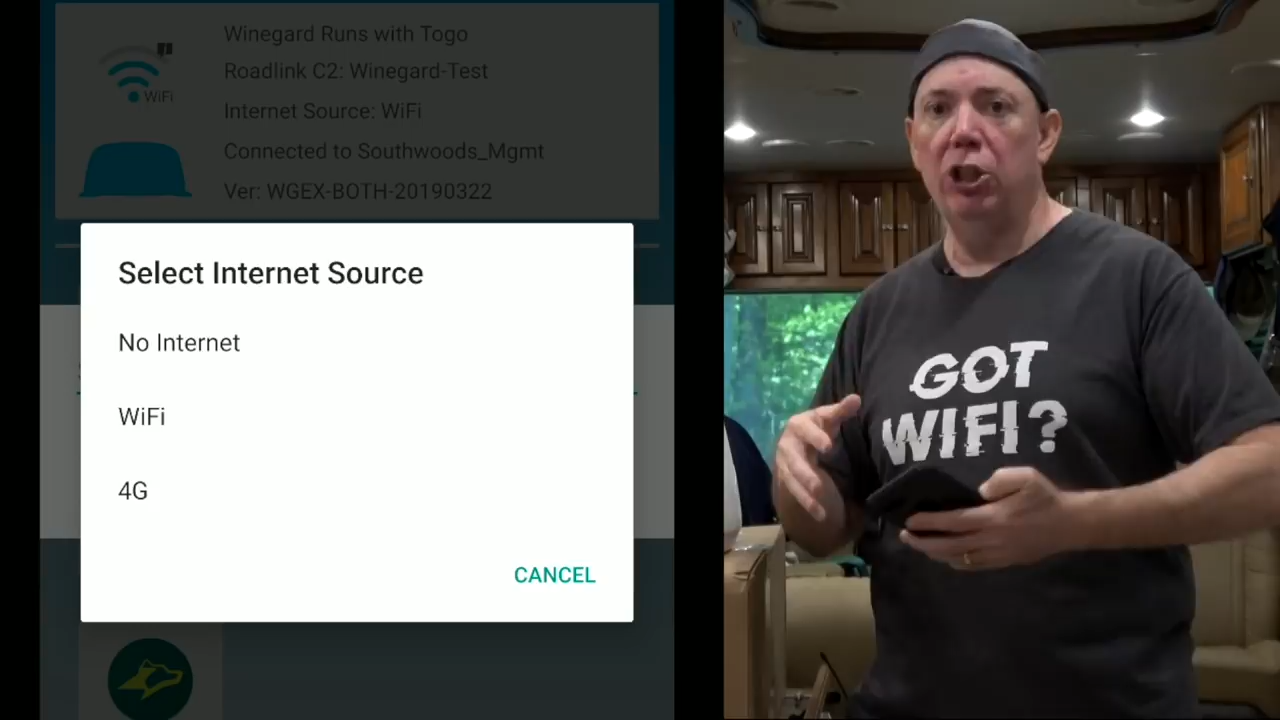 Winegard Runs with Togo
WiFi
Roadlink C2: Winegard-Test
Internet Source: WiFi
Connected to Southwoods_Mgmt
Ver: WGEX-BOTH-20190322
Select Internet Source
No Internet
WiFi
4G
CANCEL
GOT
WIFI?